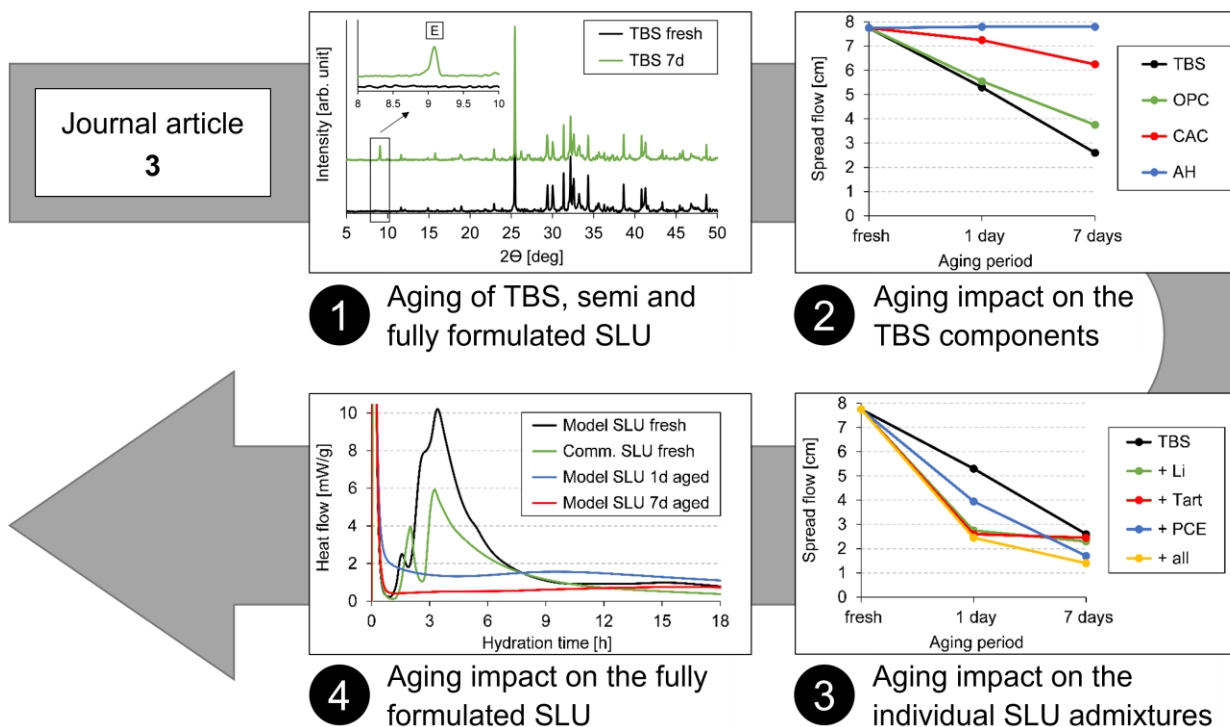 Journal article
3
E
8
8.5
9
9.5
10
TBS fresh
TBS 7d
Intensity [arb. unit]
5
10
15
20
25
30
35
40
45
50
2Θ [deg]
1
Aging of TBS, semi and
fully formulated SLU
8
7
6
5
4
3
2
1
0
Spread flow [cm]
TBS
OPC
CAC
AH
fresh
1 day
7 days
Aging period
2
Aging impact on the
TBS components
10
8
6
4
2
0
Heat flow [mW/g]
Model SLU fresh
Comm. SLU fresh
Model SLU 1d aged
Model SLU 7d aged
0
3
6
9
12
15
18
Hydration time [h]
4
Aging impact on the fully
formulated SLU
8
7
6
5
4
3
2
1
0
Spread flow [cm]
TBS
+ Li
+ Tart
+ PCE
+ all
fresh
1 day
7 days
Aging period
3
Aging impact on the
individual SLU admixtures